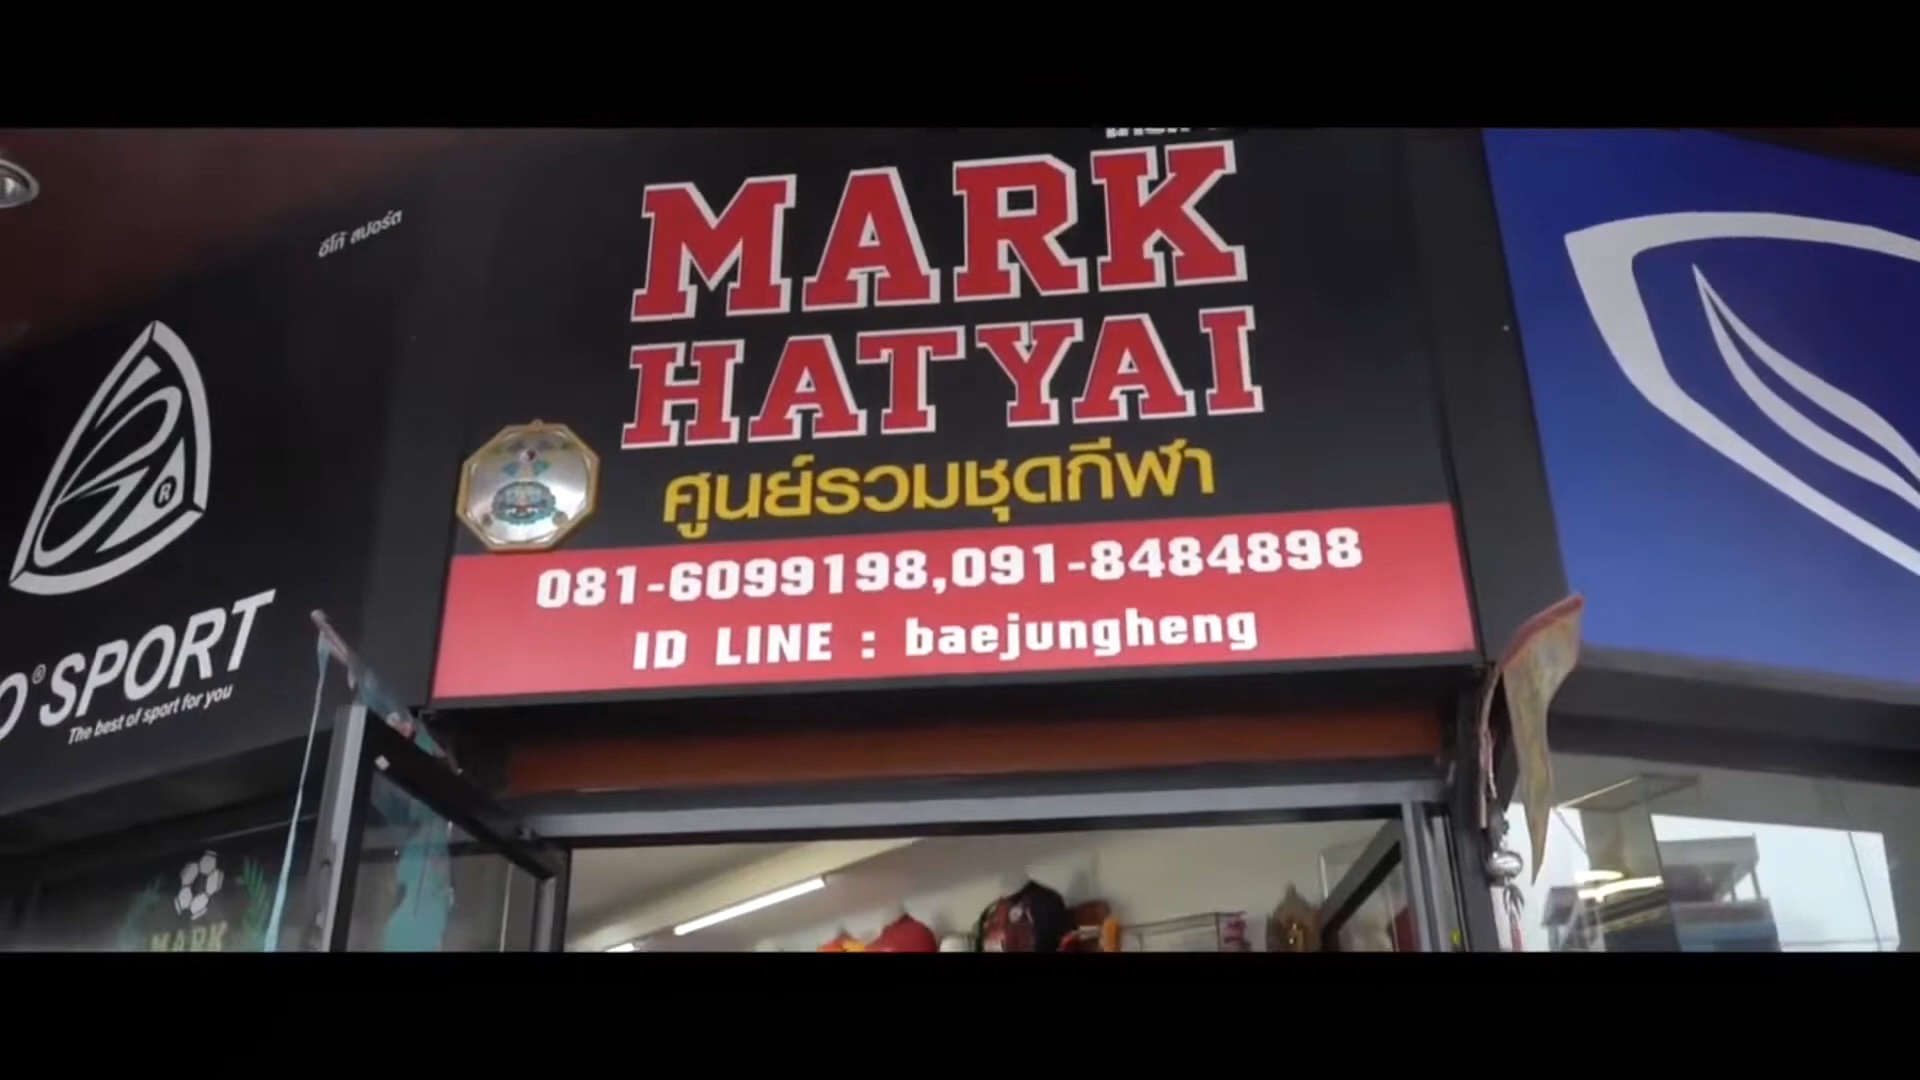 อีโก้ สปอร์ต
MARK
HATYAI
ศูนย์รวมชุดกีฬา
081-6099198,091-8484898
ID LINE : baejungheng
®
O® SPORT
The best of sport for you
MARK